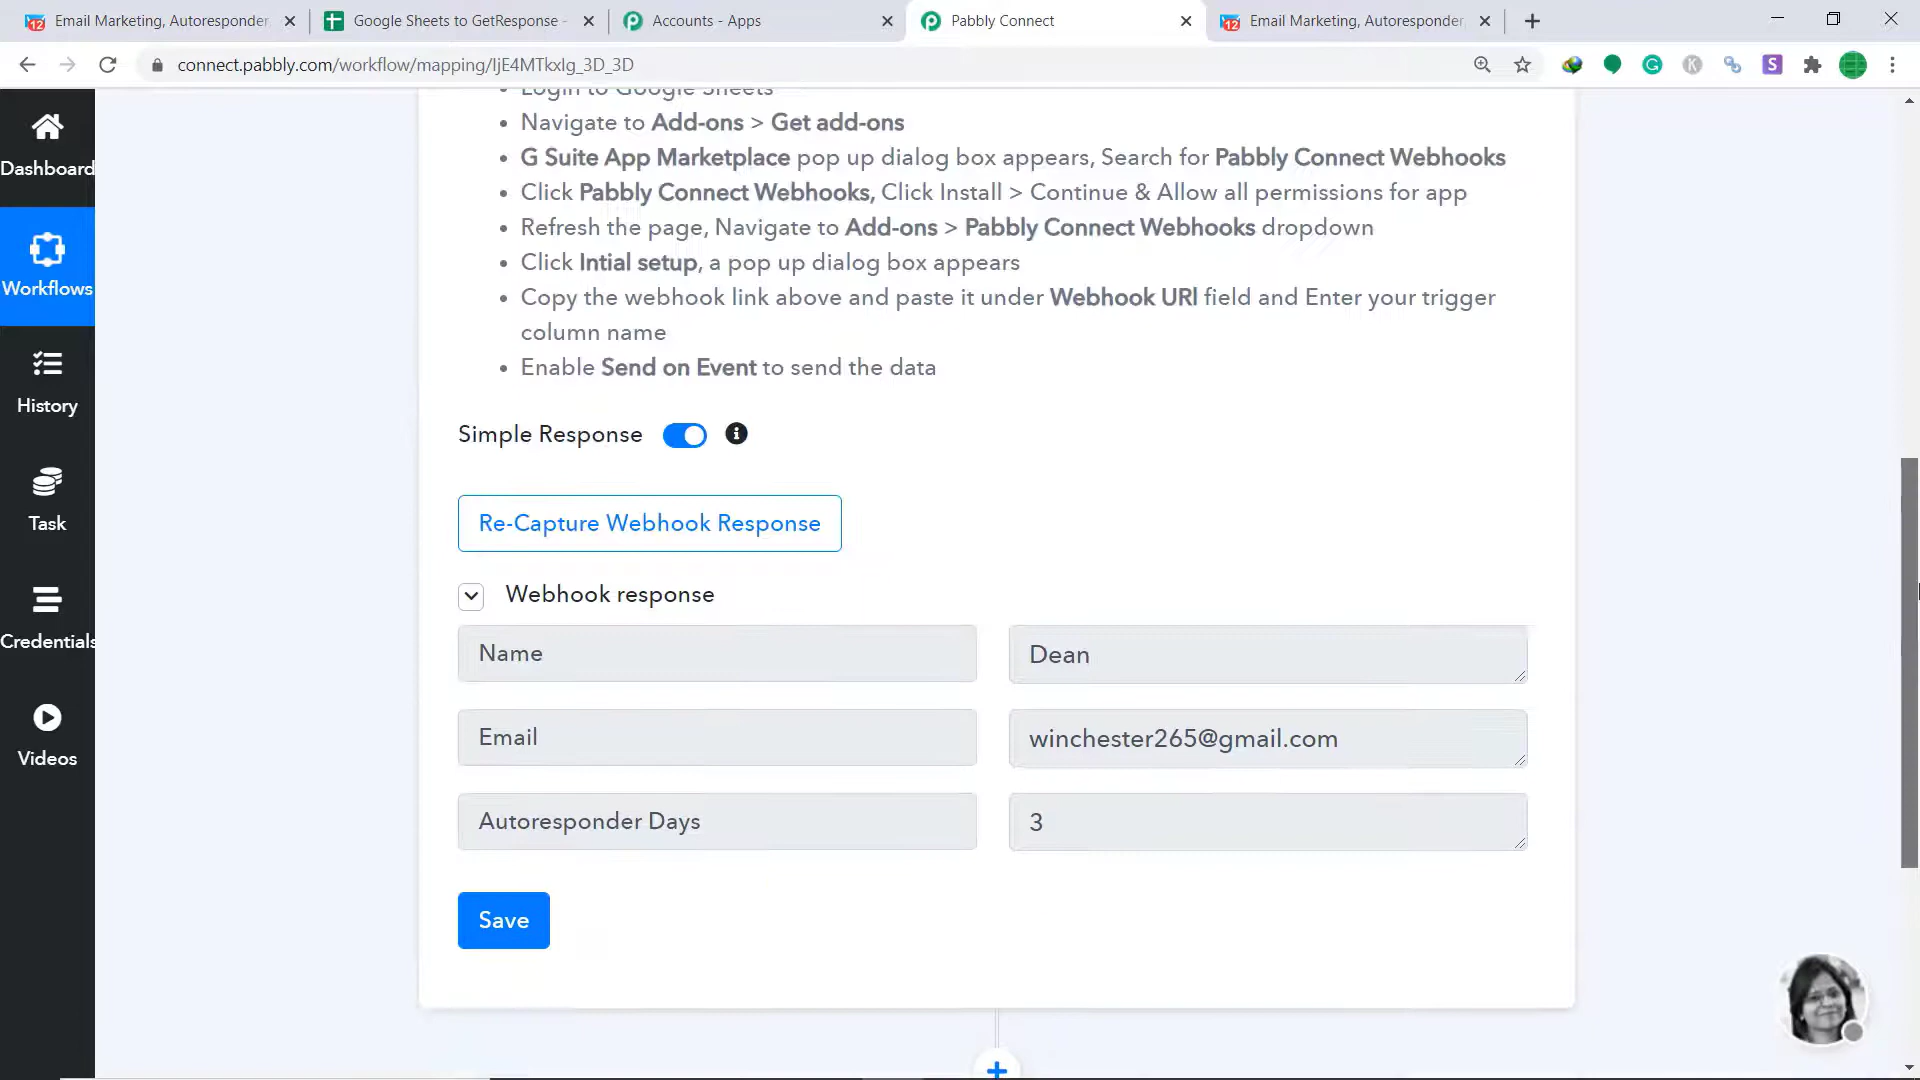 Email Marketing, Autoresponder
Google Sheets to GetResponse -
Accounts - Apps
Pabbly Connect
Email Marketing, Autoresponder,
connect.pabbly.com/workflow/mapping/IjE4MTkxIg_3D_3D
Dashboard
Workflows
History
Task
Credentials
Videos
Login to Google Sheets
Navigate to Add-ons > Get add-ons
G Suite App Marketplace pop up dialog box appears, Search for Pabbly Connect Webhooks
Click Pabbly Connect Webhooks, Click Install > Continue & Allow all permissions for app
Refresh the page, Navigate to Add-ons > Pabbly Connect Webhooks dropdown
Click Intial setup, a pop up dialog box appears
Copy the webhook link above and paste it under Webhook URl field and Enter your trigger
column name
Enable Send on Event to send the data
Simple Response
Re-Capture Webhook Response
Webhook response
Name
Dean
Email
winchester265@gmail.com
Autoresponder Days
3
Save